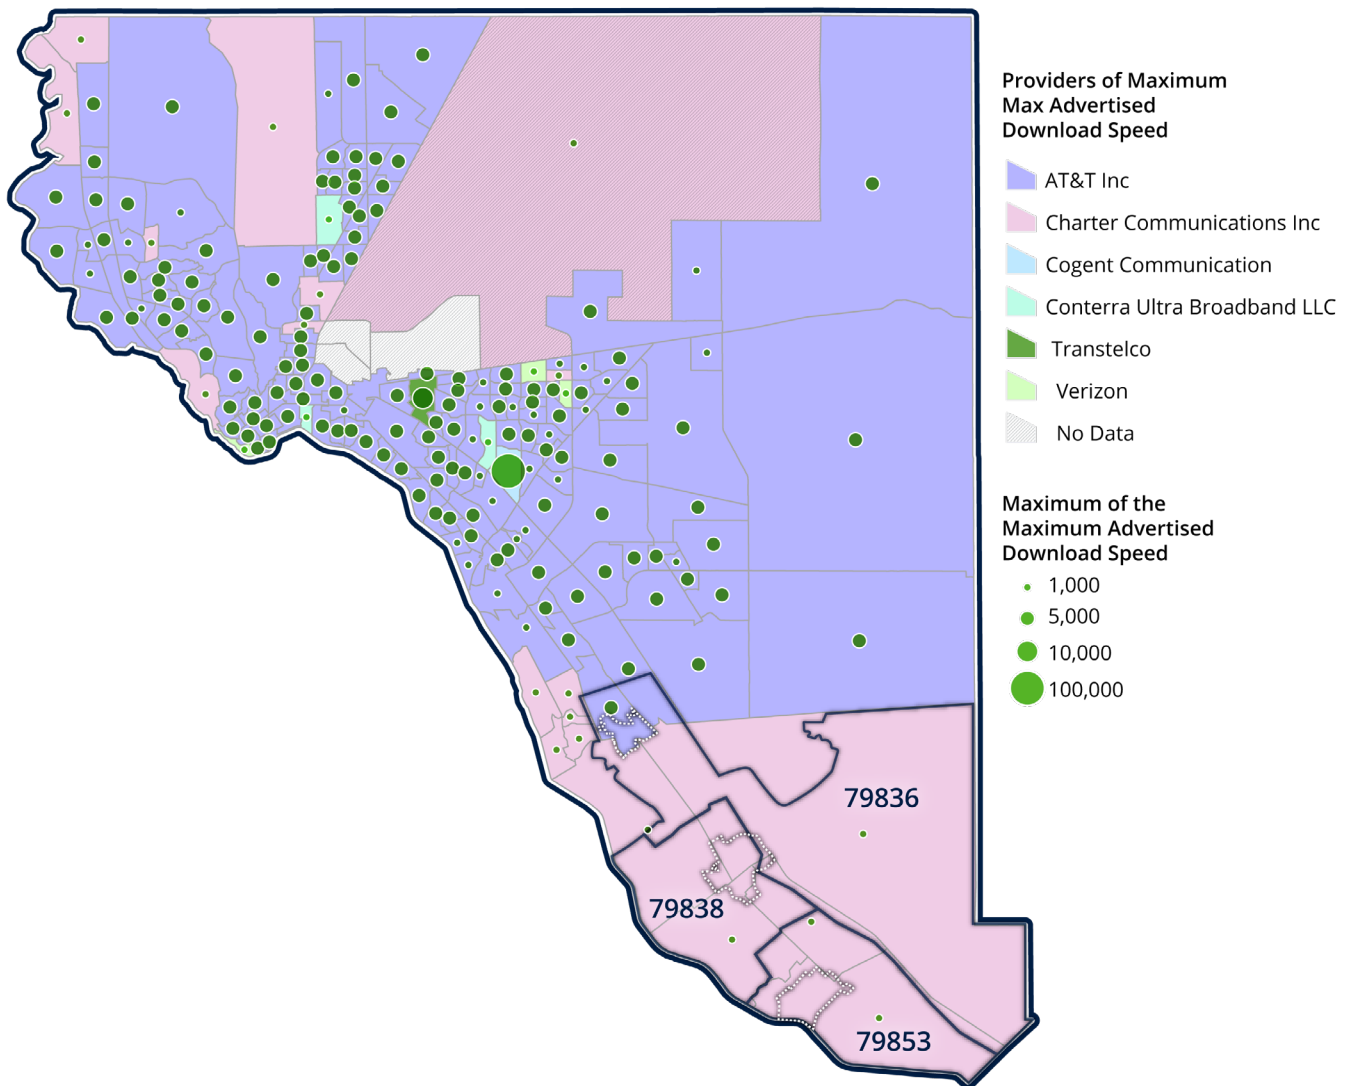 Providers of Maximum
Max Advertised
Download Speed
AT&T Inc
Charter Communications Inc
Cogent Communication
Conterra Ultra Broadband LLC
Transtelco
Verizon
No Data
Maximum of the
Maximum Advertised
Download Speed
1,000
5,000
10,000
100,000
79836
79838
79853